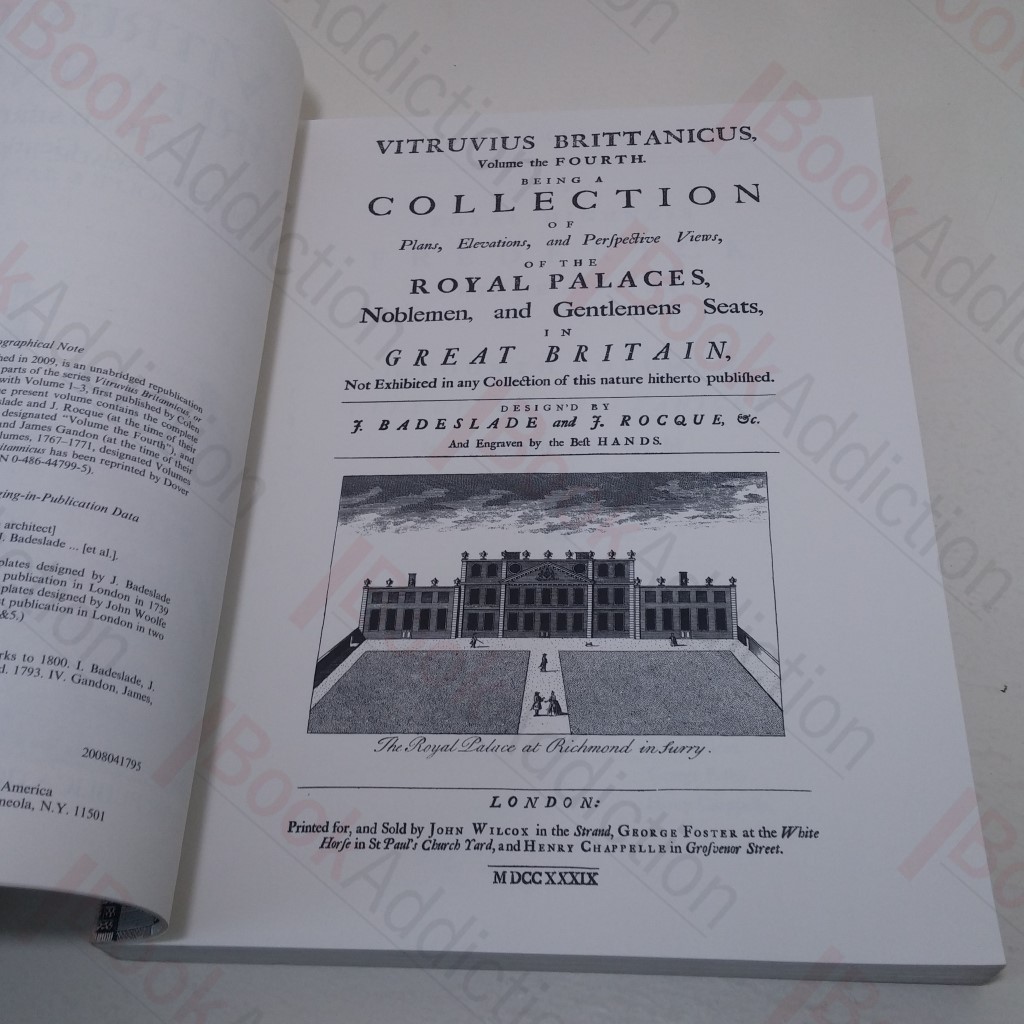 ographical Note
hed in 2009, is an unabridged republication
parts of the series Vitruvius Britannicus, or
with Volume 1–3, first published by Colen
e present volume contains the complete
slade and J. Rocque (at the time of their
designated "Volume the Fourth"), and
and James Gandon (at the time of their
olumes, 1767–1771, designated Volumes
itannicus has been reprinted by Dover
N 0-486-44799-5).
ging-in-Publication Data
architect]
J. Badeslade ... [et al.].
plates designed by J. Badeslade
publication in London in 1739
plates designed by John Woolfe
t publication in London in two
&5.)
rks to 1800. I. Badeslade, J.
d. 1793. IV. Gandon, James,
2008041795
America
neola, N.Y. 11501
VITRUVIUS BRITTANICUS,
Volume the FOURTH.
BEING A
COLLECTION
OF
Plans, Elevations, and Perſpective Views,
OF THE
ROYAL PALACES,
Noblemen, and Gentlemens Seats,
IN
GREAT BRITAIN,
Not Exhibited in any Collection of this nature hitherto publiſhed.
DESIGN'D BY
J. BADESLADE and J. ROCQUE, &c.
And Engraven by the Beſt HANDS.
The Royal Palace at Richmond in Surry.
LONDON:
Printed for, and Sold by JOHN WILCOX in the Strand, GEORGE FOSTER at the White
Horſe in St Paul's Church Yard, and HENRY CHAPPELLE in Groſvenor Street.
MDCCXXXIX
BookAddiction